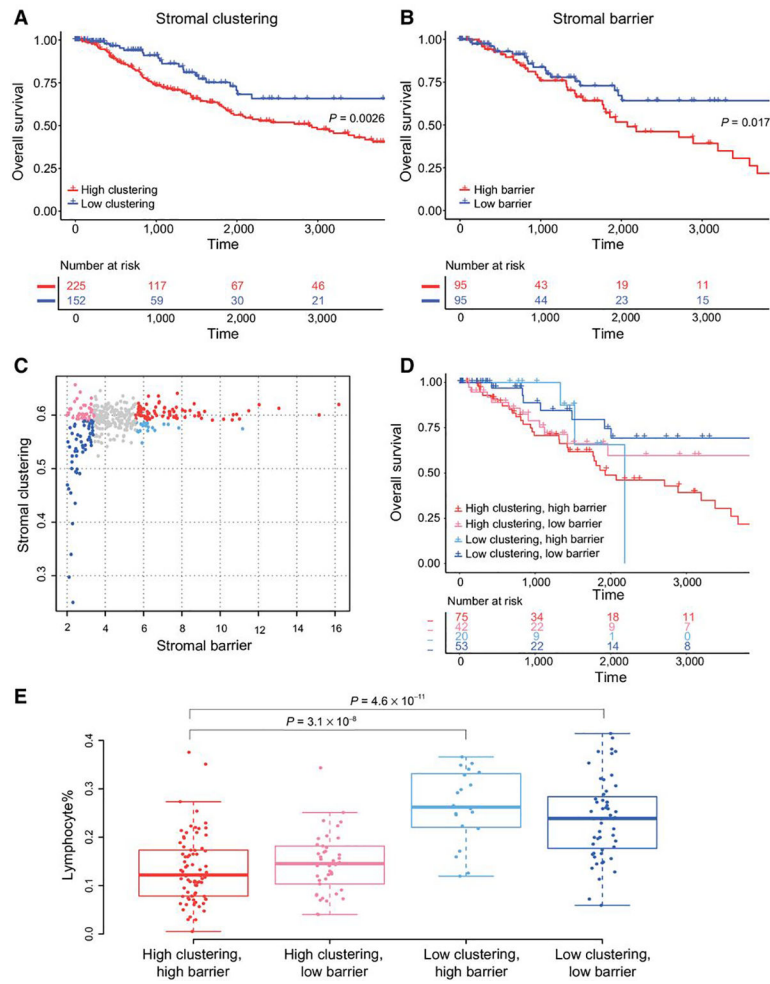 A
Stromal clustering
1.00
0.75
0.50
0.25
0.00
Overall survival
P = 0.0026
High clustering
Low clustering
0 1,000 2,000 3,000
Time
Number at risk
225 117 67 46
152 59 30 21
0 1,000 2,000 3,000
Time
B
Stromal barrier
1.00
0.75
0.50
0.25
0.00
Overall survival
P = 0.017
High barrier
Low barrier
0 1,000 2,000 3,000
Time
Number at risk
95 43 19 11
95 44 23 15
0 1,000 2,000 3,000
Time
C
0.6
0.5
0.4
0.3
Stromal clustering
2 4 6 8 10 12 14 16
Stromal barrier
D
1.00
0.75
0.50
0.25
0.00
Overall survival
High clustering, high barrier
High clustering, low barrier
Low clustering, high barrier
Low clustering, low barrier
0 1,000 2,000 3,000
Time
Number at risk
75 34 18 11
42 22 9 7
20 9 1 0
53 22 14 8
0 1,000 2,000 3,000
Time
E
P = 4.6 × 10⁻¹¹
P = 3.1 × 10⁻⁸
0.4
0.3
0.2
0.1
0.0
Lymphocyte%
High clustering, high barrier
High clustering, low barrier
Low clustering, high barrier
Low clustering, low barrier